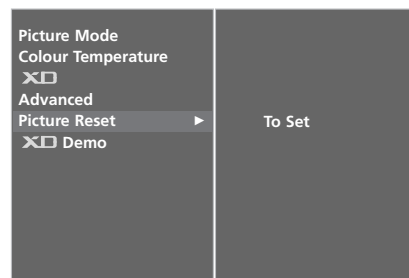 Picture Mode
Colour Temperature
XD
Advanced
Picture Reset ►
XD Demo
To Set